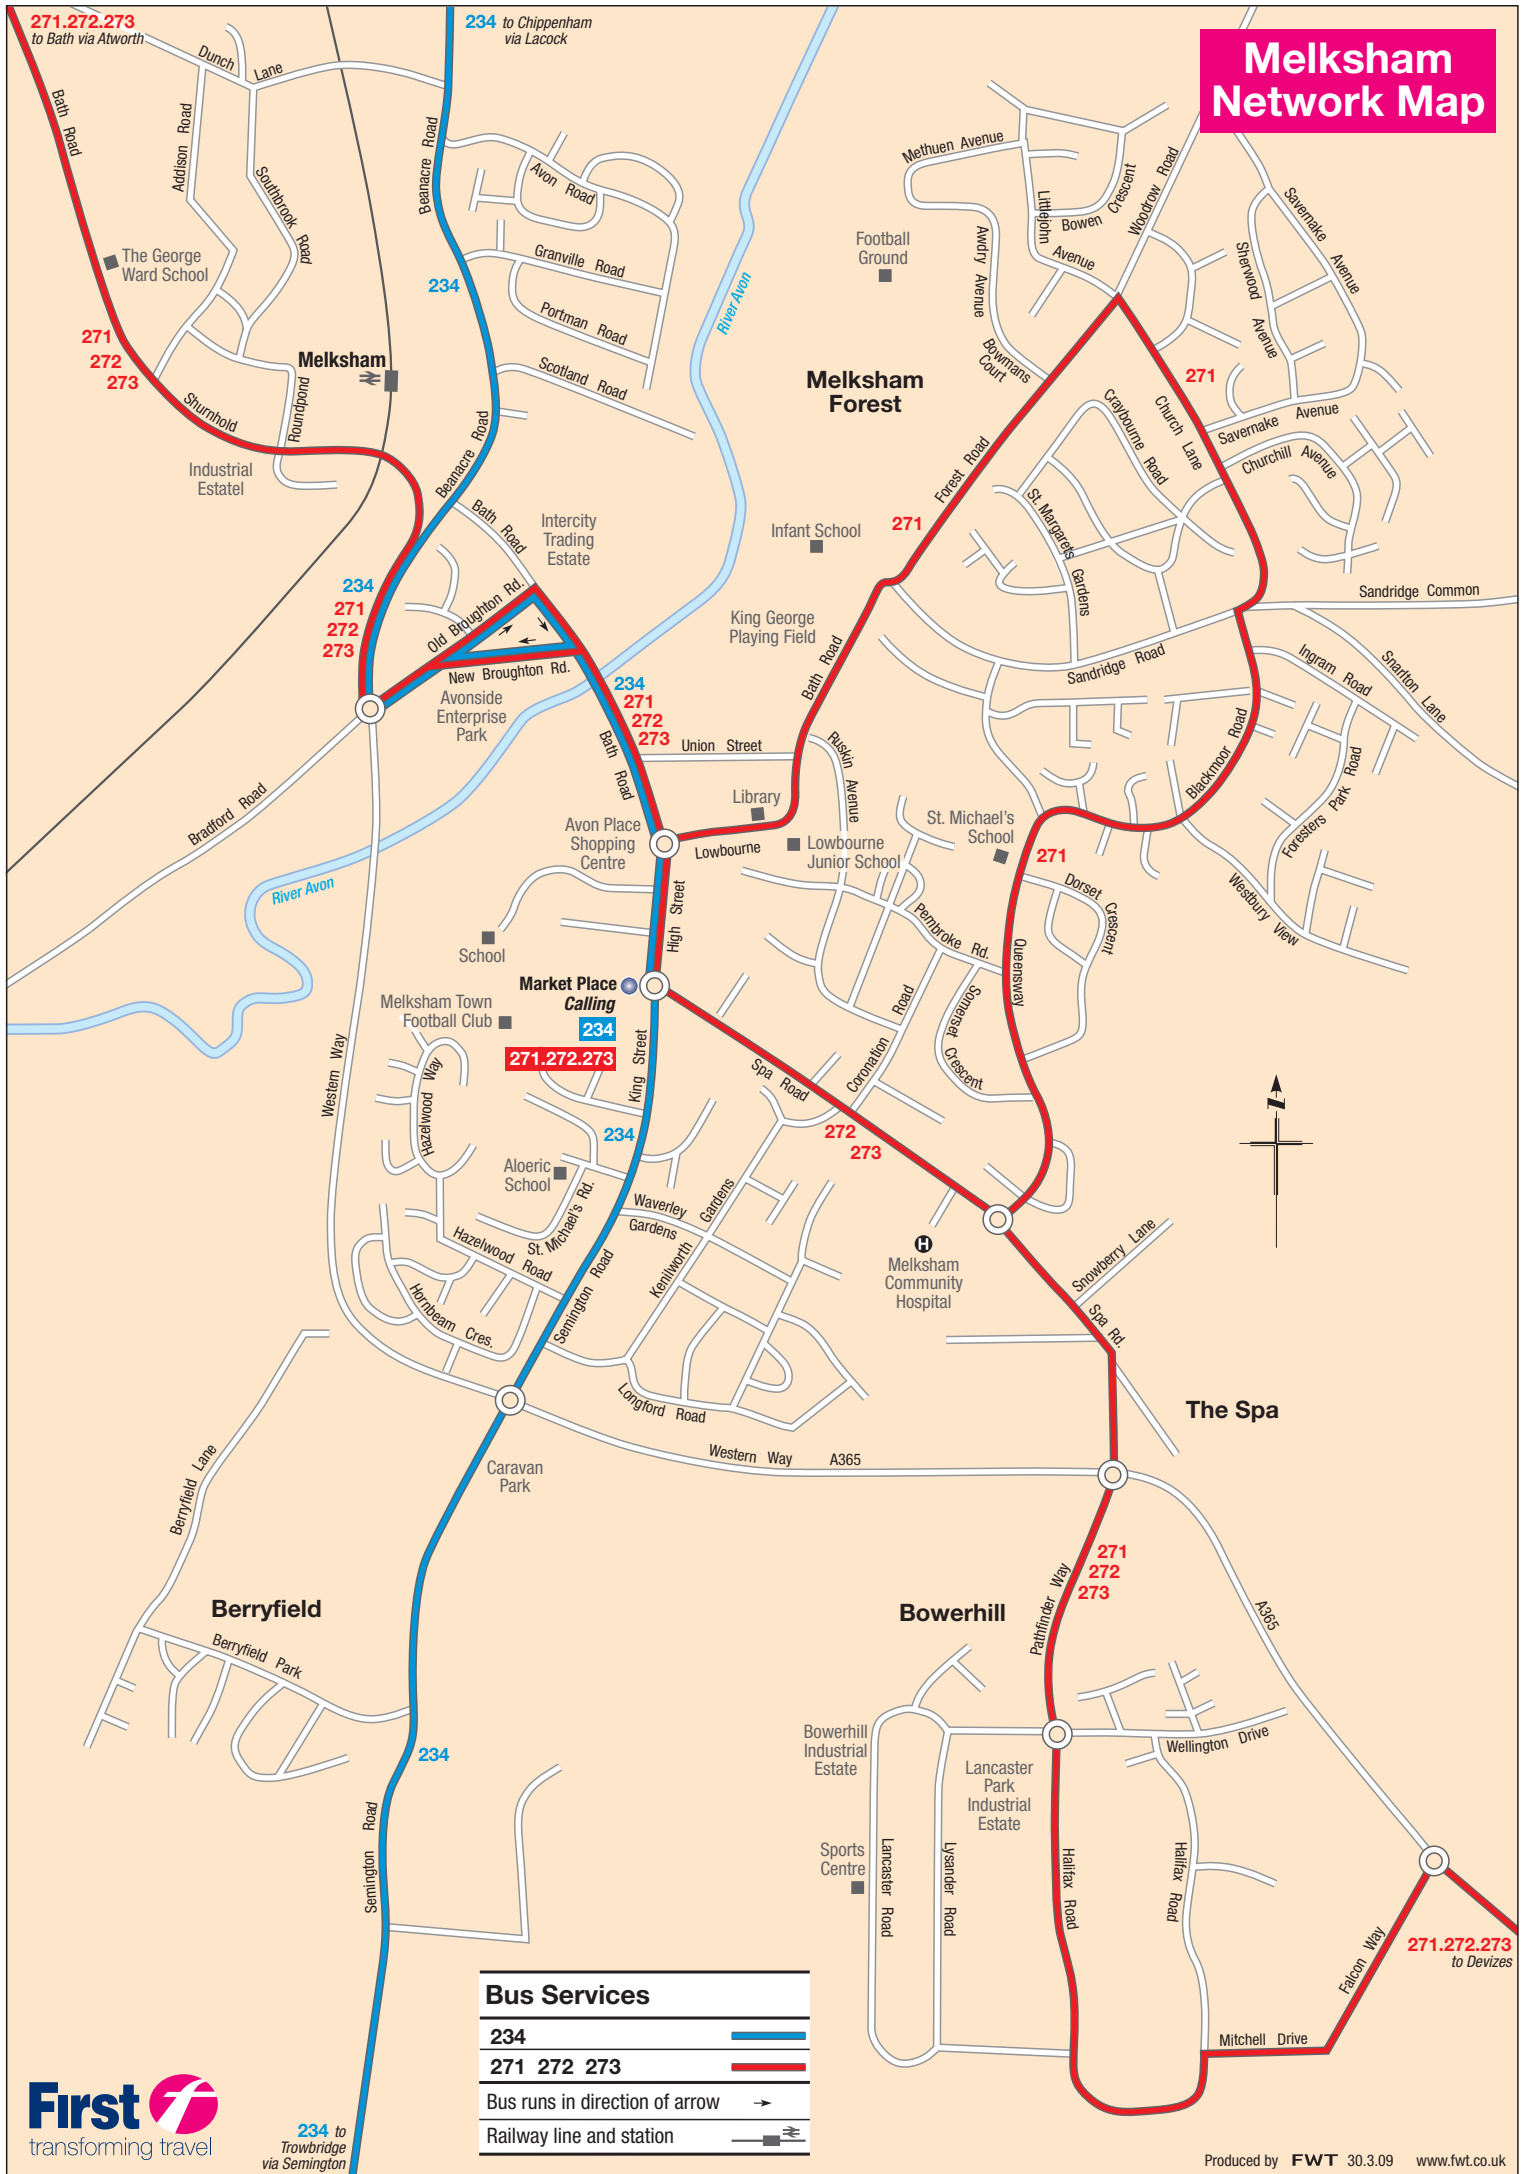 271.272.273
to Bath via Atworth
234 to Chippenham
via Lacock
Melksham
Network Map
Dunch Lane
Bath Road
Addison Road
Southbrook Road
Beanacre Road
Avon Road
Granville Road
Portman Road
Scotland Road
The George
Ward School
234
271
272
273
Melksham
Shurnhold
Roundpond
Industrial
Estatel
Beanacre Road
Bath Road
Intercity
Trading
Estate
River Avon
Methuen Avenue
Littlejohn Avenue
Bowen Crescent
Woodrow Road
Savernake Avenue
Sherwood Avenue
Football
Ground
Awdry Avenue
Bowmans
Court
Melksham
Forest
271
Church Lane
Craybourne Road
Savernake Avenue
Churchill Avenue
Forest Road
271
St. Margarets Gardens
Infant School
King George
Playing Field
Sandridge Common
Sandridge Road
Ingram Road
Snarlton Lane
234
271
272
273
Old Broughton Rd.
New Broughton Rd.
Avonside
Enterprise
Park
234
271
272
273
Bath Road
Bath Road
Union Street
Ruskin Avenue
Blackmoor Road
Foresters Park Road
Westbury View
Bradford Road
Library
Avon Place
Shopping
Centre
Lowbourne
Lowbourne
Junior School
St. Michael's
School
271
Dorset Crescent
River Avon
High Street
School
Pembroke Rd.
Queensway
Market Place
Calling
234
271.272.273
Melksham Town
Football Club
Somerset Crescent
Coronation Road
Western Way
Hazelwood Way
King Street
Spa Road
272
273
234
Aloeric
School
St. Michael's Rd.
Waverley
Gardens
Kenilworth Gardens
Hazelwood Road
Hornbeam Cres.
Semington Road
H
Melksham
Community
Hospital
Snowberry Lane
Spa Rd.
Longford Road
The Spa
Western Way A365
Caravan
Park
Berryfield Lane
Berryfield
Berryfield Park
Bowerhill
Pathfinder Way
271
272
273
A365
234
Semington Road
Bowerhill
Industrial
Estate
Lancaster
Park
Industrial
Estate
Wellington Drive
Sports
Centre
Lancaster Road
Lysander Road
Halifax Road
Halifax Road
Falcon Way
271.272.273
to Devizes
Mitchell Drive
Bus Services
234
271 272 273
Bus runs in direction of arrow
Railway line and station
First
transforming travel
234 to
Trowbridge
via Semington
Produced by FWT 30.3.09 www.fwt.co.uk